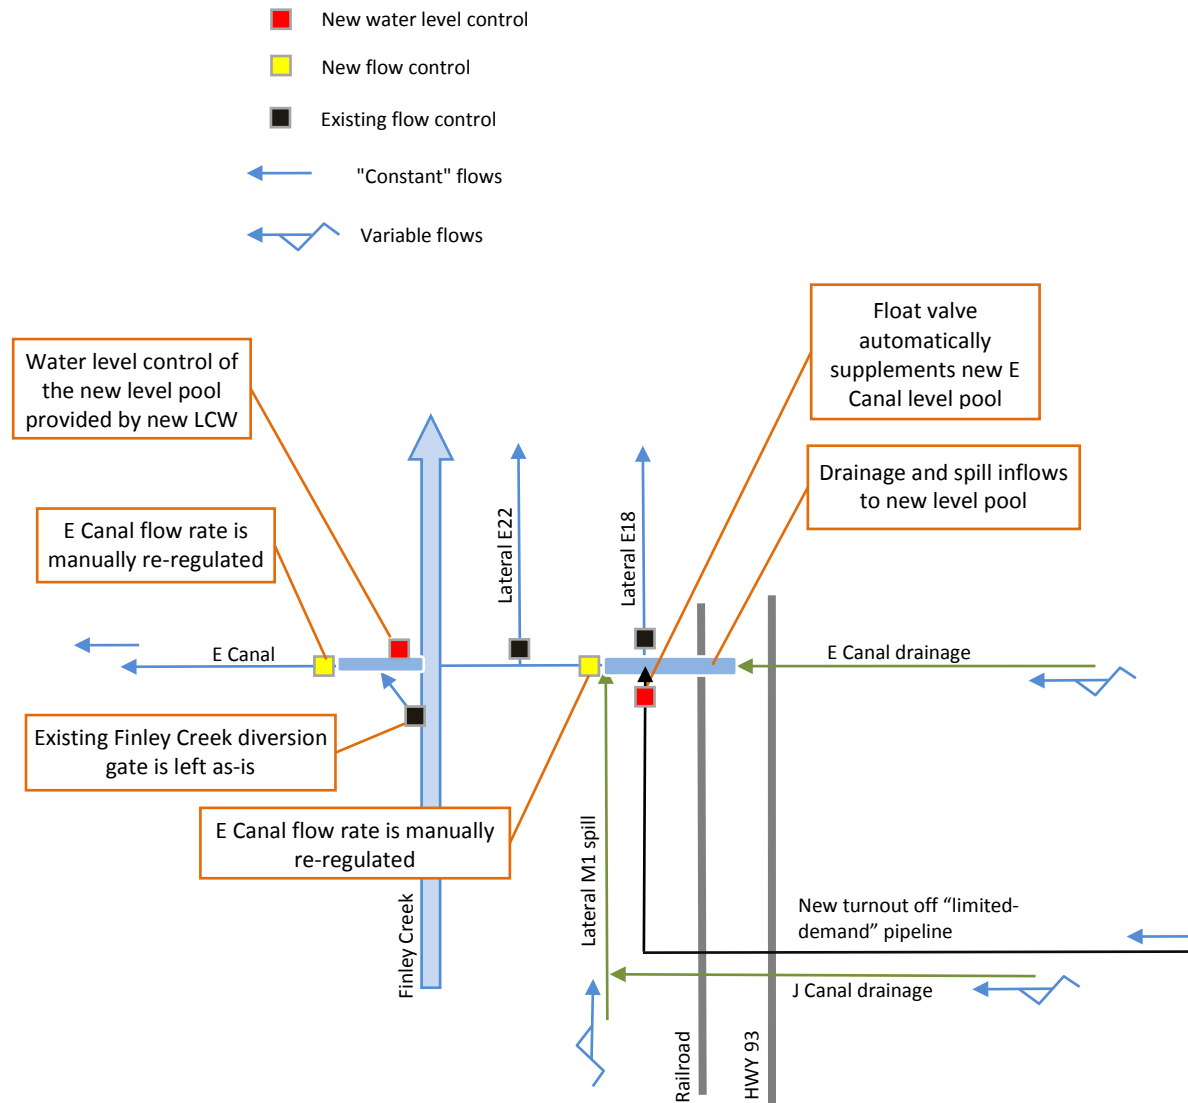 New water level control
New flow control
Existing flow control
"Constant" flows
Variable flows
Float valve
automatically
supplements new E
Canal level pool
Water level control of
the new level pool
provided by new LCW
Drainage and spill inflows
to new level pool
E Canal flow rate is
manually re-regulated
Lateral E22
Lateral E18
E Canal
E Canal drainage
Existing Finley Creek diversion
gate is left as-is
E Canal flow rate is manually
re-regulated
Finley Creek
Lateral M1 spill
New turnout off “limited-
demand” pipeline
J Canal drainage
Railroad
HWY 93